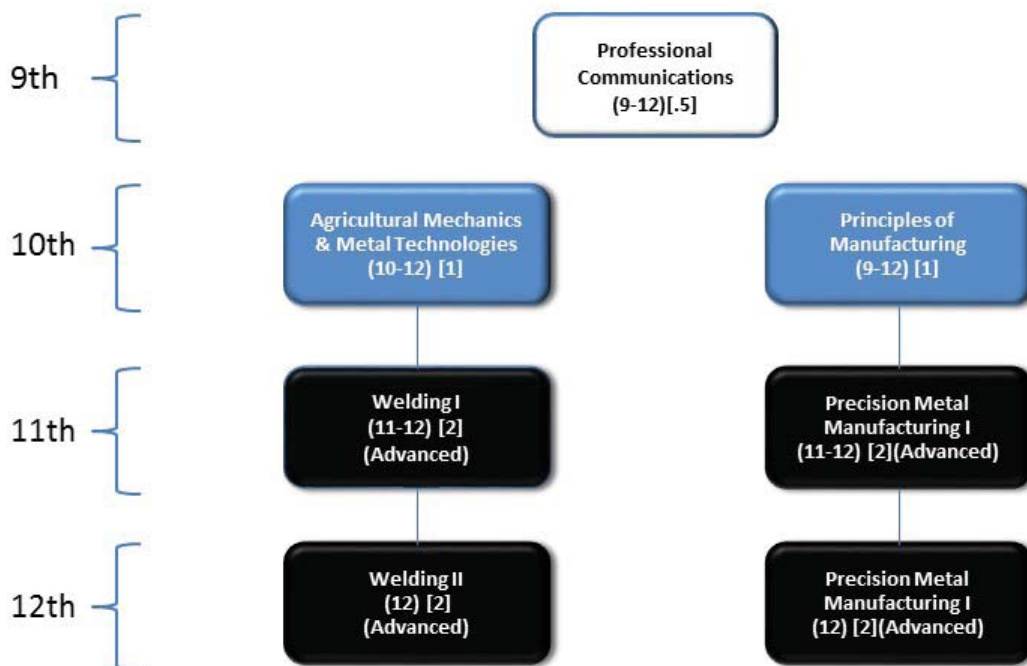 9th
Professional
Communications
(9-12)[.5]
10th
Agricultural Mechanics
& Metal Technologies
(10-12) [1]
Principles of
Manufacturing
(9-12) [1]
11th
Welding I
(11-12) [2]
(Advanced)
Precision Metal
Manufacturing I
(11-12) [2](Advanced)
12th
Welding II
(12) [2]
(Advanced)
Precision Metal
Manufacturing I
(12) [2](Advanced)